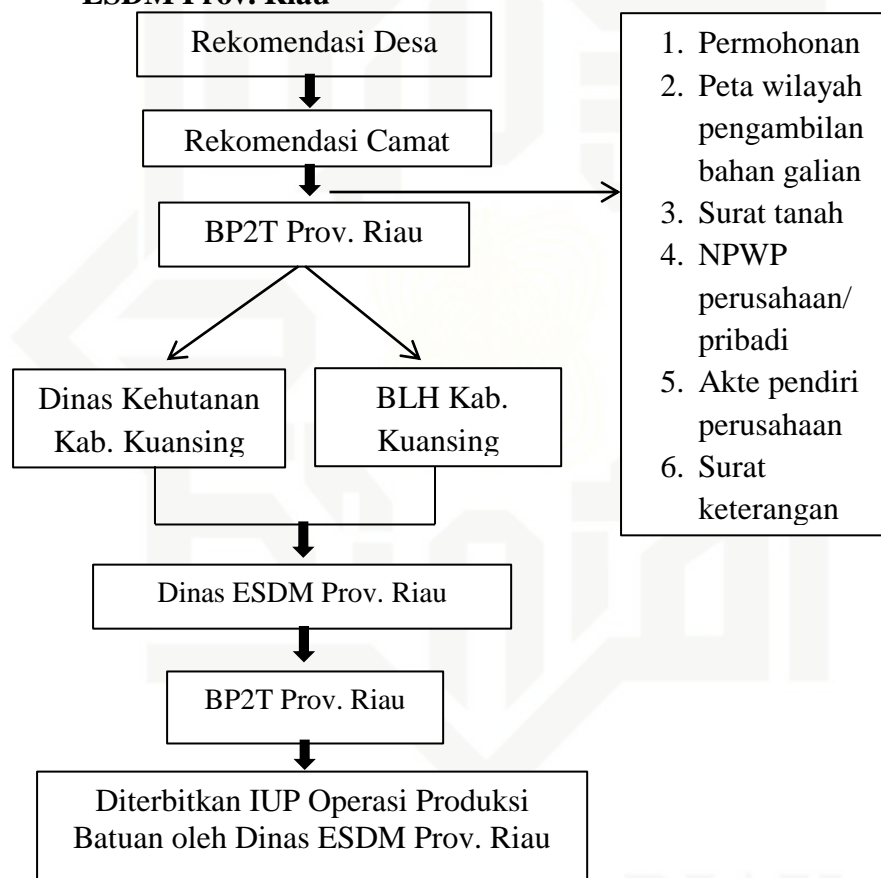 ESDM Prov. Riau
Rekomendasi Desa
Rekomendasi Camat
BP2T Prov. Riau
Dinas Kehutanan
Kab. Kuansing
BLH Kab.
Kuansing
Dinas ESDM Prov. Riau
BP2T Prov. Riau
Diterbitkan IUP Operasi Produksi
Batuan oleh Dinas ESDM Prov. Riau
1. Permohonan
2. Peta wilayah
pengambilan
bahan galian
3. Surat tanah
4. NPWP
perusahaan/
pribadi
5. Akte pendiri
perusahaan
6. Surat
keterangan